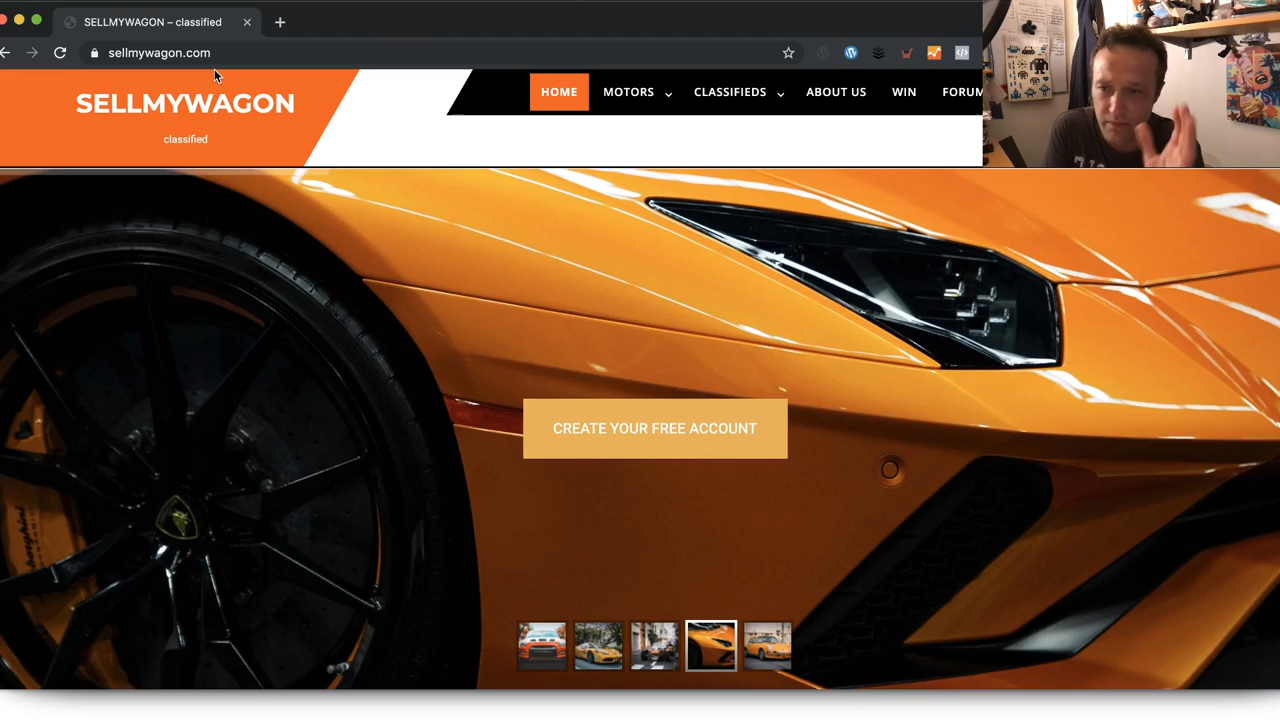 SELLMYWAGON – classified
sellmywagon.com
SELLMYWAGON
classified
HOME MOTORS CLASSIFIEDS ABOUT US WIN FORUM
CREATE YOUR FREE ACCOUNT